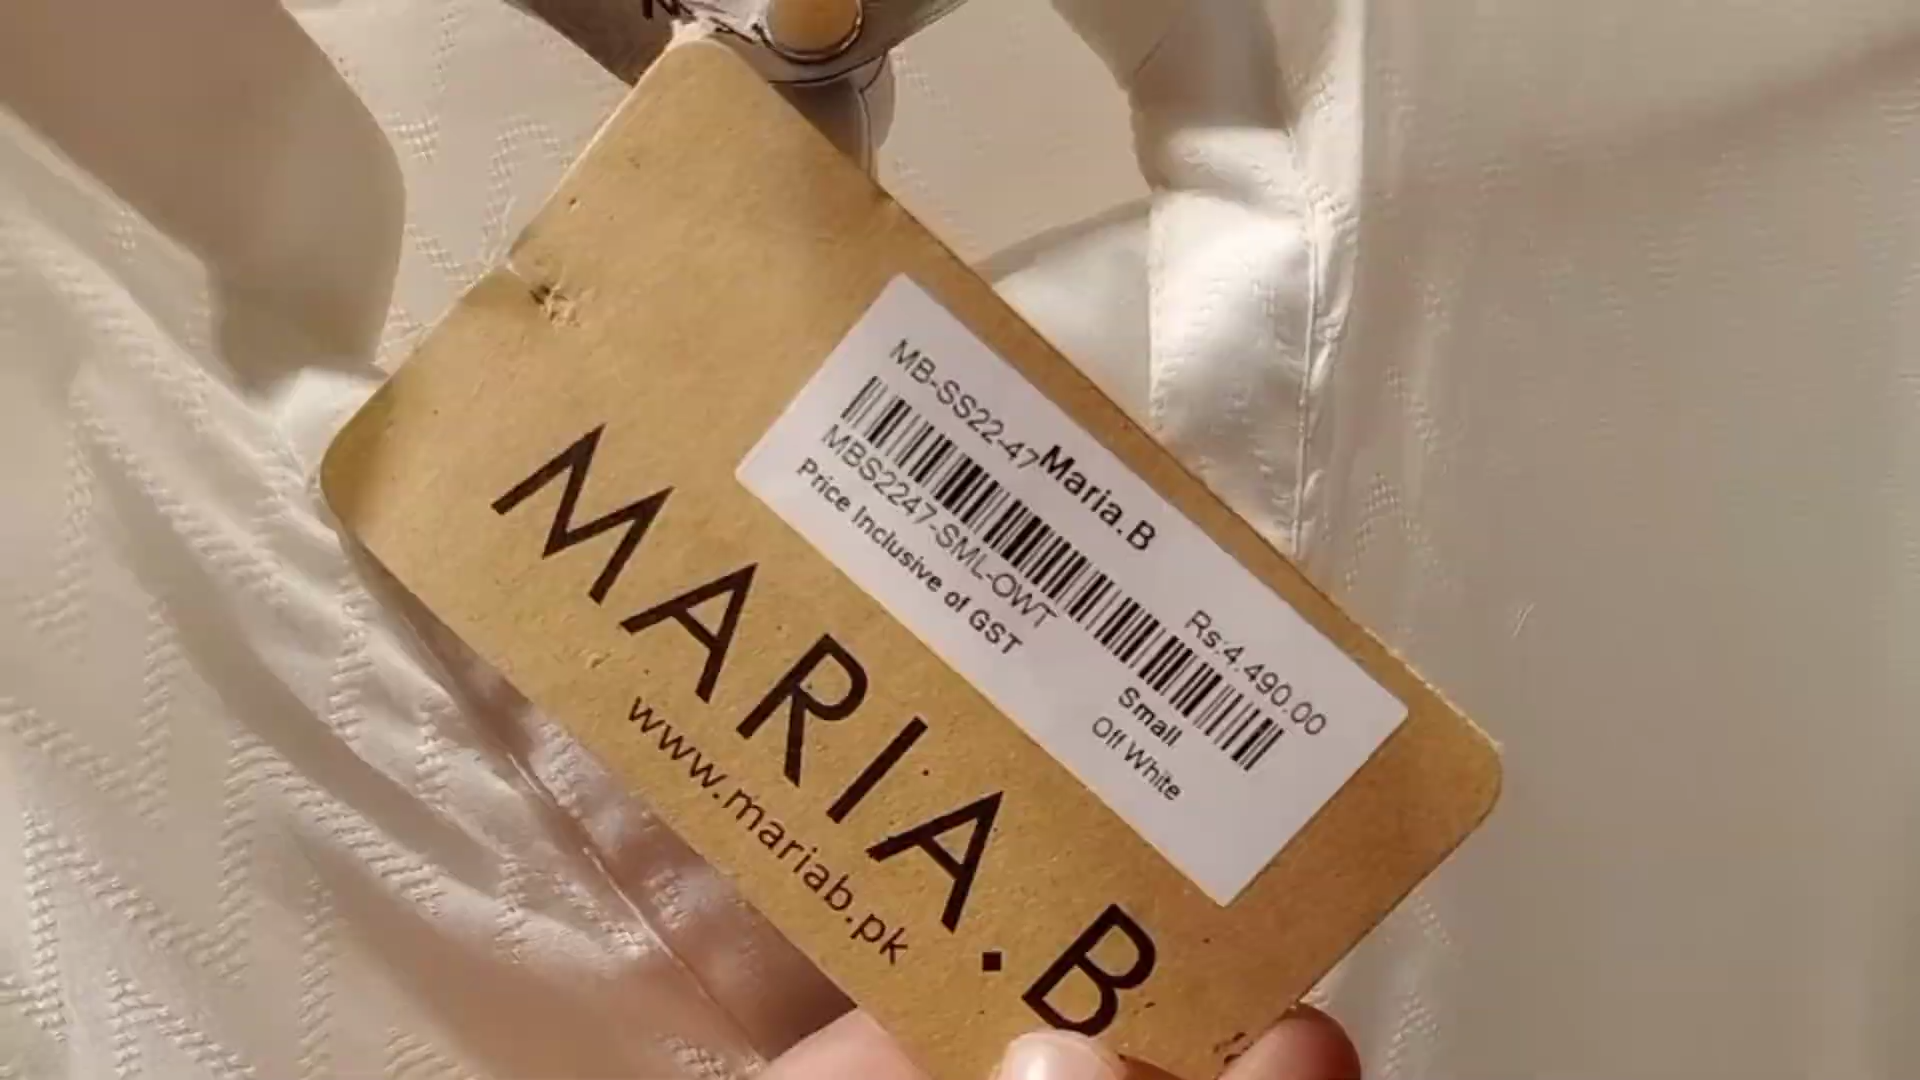 Maria.B
MB-SS22-47
Rs:4,490.00
MBS2247-SML-OWT
Small
Price Inclusive of GST
Off White
MARIA.B
www.mariab.pk